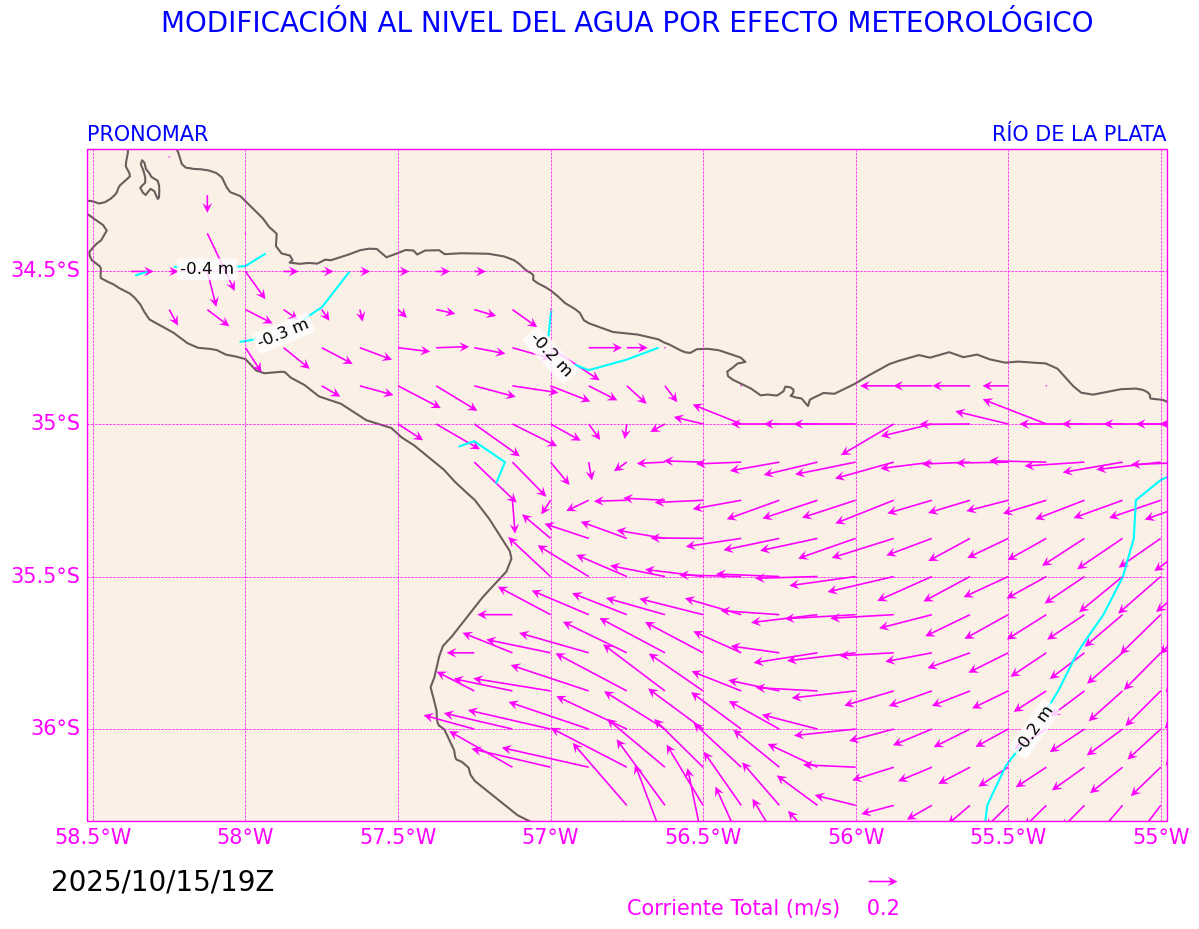 MODIFICACIÓN AL NIVEL DEL AGUA POR EFECTO METEOROLÓGICO
PRONOMAR
RÍO DE LA PLATA
34.5°S
35°S
35.5°S
36°S
-0.4 m
-0.3 m
-0.2 m
-0.2 m
58.5°W
58°W
57.5°W
57°W
56.5°W
56°W
55.5°W
55°W
2025/10/15/19Z
Corriente Total (m/s) 0.2